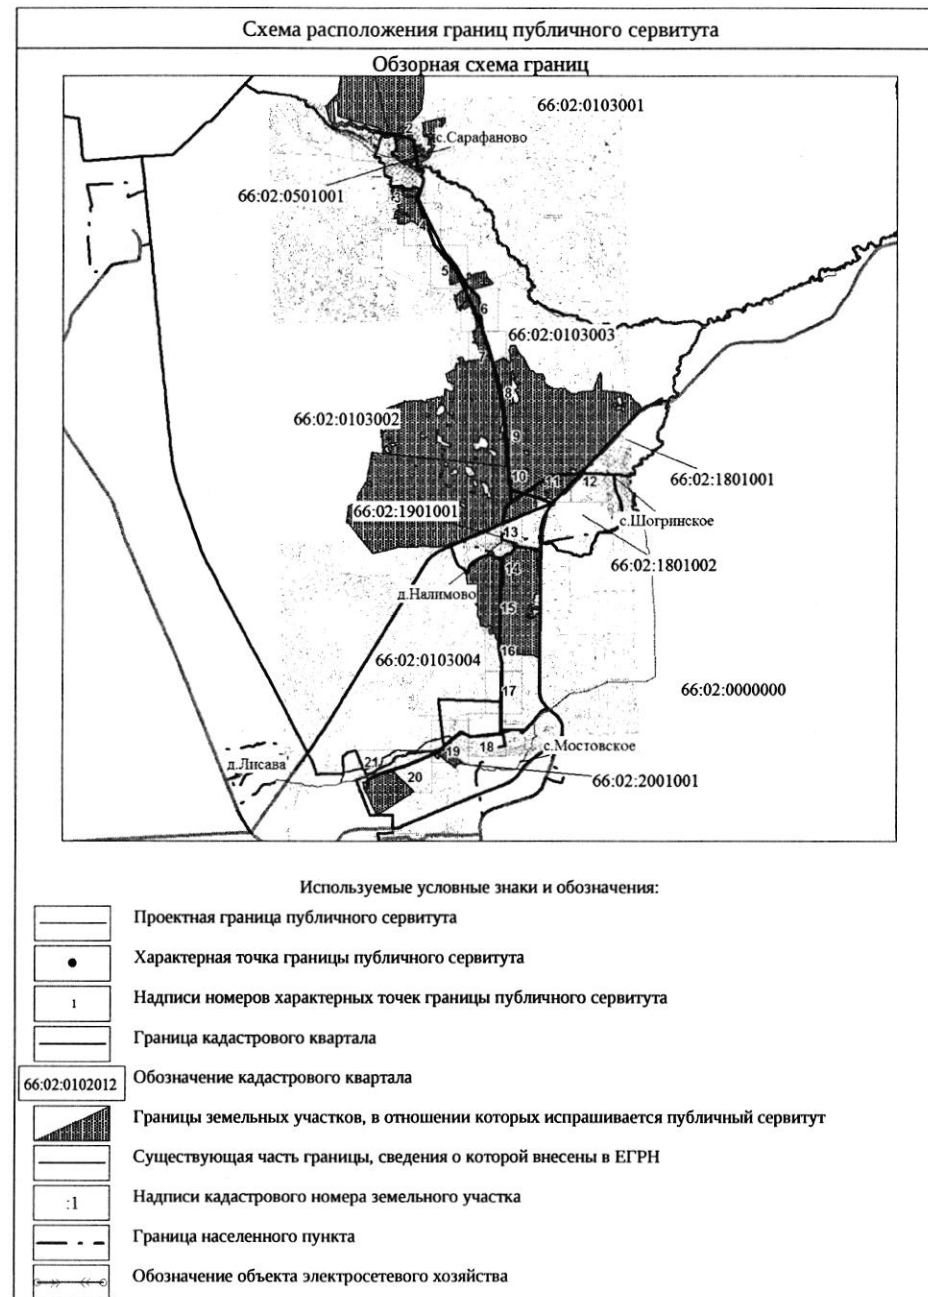 Схема расположения границ публичного сервитута
Обзорная схема границ
66:02:0103001
2
с.Сарафаново
66:02:0501001
3
4
5
6
66:02:0103003
7
8
66:02:0103002
9
10
11
12
66:02:1801001
66:02:1901001
с.Шогринское
13
66:02:1801002
14
д.Налимово
15
16
66:02:0103004
17
66:02:0000000
18
с.Мостовское
19
д.Лисава
21
20
66:02:2001001
Используемые условные знаки и обозначения:
Проектная граница публичного сервитута
Характерная точка границы публичного сервитута
1
Надписи номеров характерных точек границы публичного сервитута
Граница кадастрового квартала
66:02:0102012
Обозначение кадастрового квартала
Границы земельных участков, в отношении которых испрашивается публичный сервитут
Существующая часть границы, сведения о которой внесены в ЕГРН
:1
Надписи кадастрового номера земельного участка
Граница населенного пункта
Обозначение объекта электросетевого хозяйства